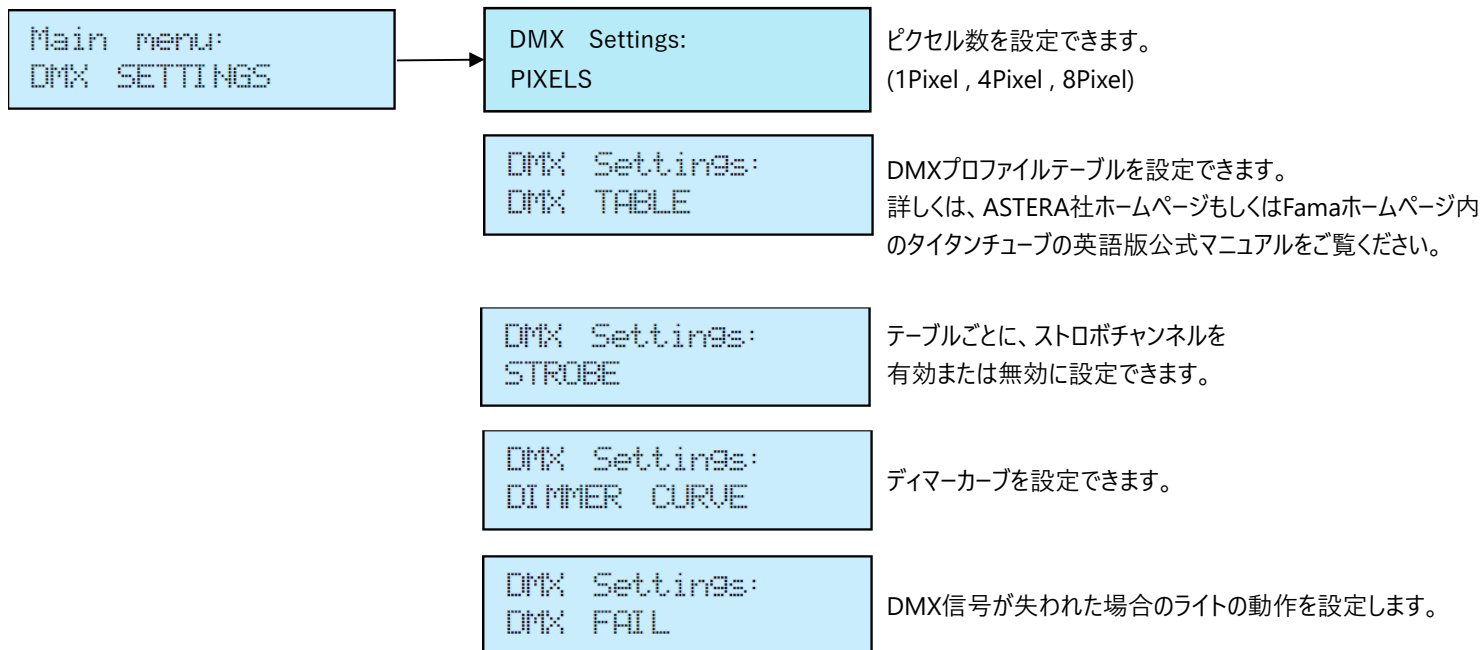 Main menu:
DMX SETTINGS
DMX Settings:
PIXELS
ピクセル数を設定できます。
(1Pixel , 4Pixel , 8Pixel)
DMX Settings:
DMX TABLE
DMXプロファイルテーブルを設定できます。
詳しくは、ASTERA社ホームページもしくはFamaホームページ内
のタイタンチューブの英語版公式マニュアルをご覧ください。
DMX Settings:
STROBE
テーブルごとに、ストロボチャンネルを
有効または無効に設定できます。
DMX Settings:
DIMMER CURVE
ディマーカーブを設定できます。
DMX Settings:
DMX FAIL
DMX信号が失われた場合のライトの動作を設定します。